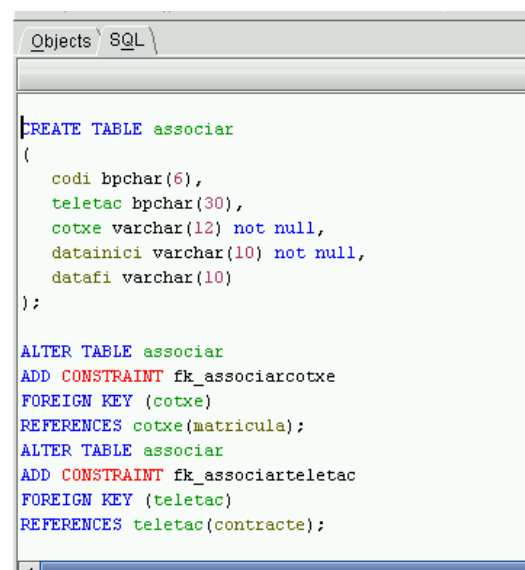 Objects SQL
CREATE TABLE associar
(
codi bpchar(6),
teletac bpchar(30),
cotxe varchar(12) not null,
datainici varchar(10) not null,
datafi varchar(10)
);
ALTER TABLE associar
ADD CONSTRAINT fk_associarcotxe
FOREIGN KEY (cotxe)
REFERENCES cotxe(matricula);
ALTER TABLE associar
ADD CONSTRAINT fk_associarteletac
FOREIGN KEY (teletac)
REFERENCES teletac(contracte);